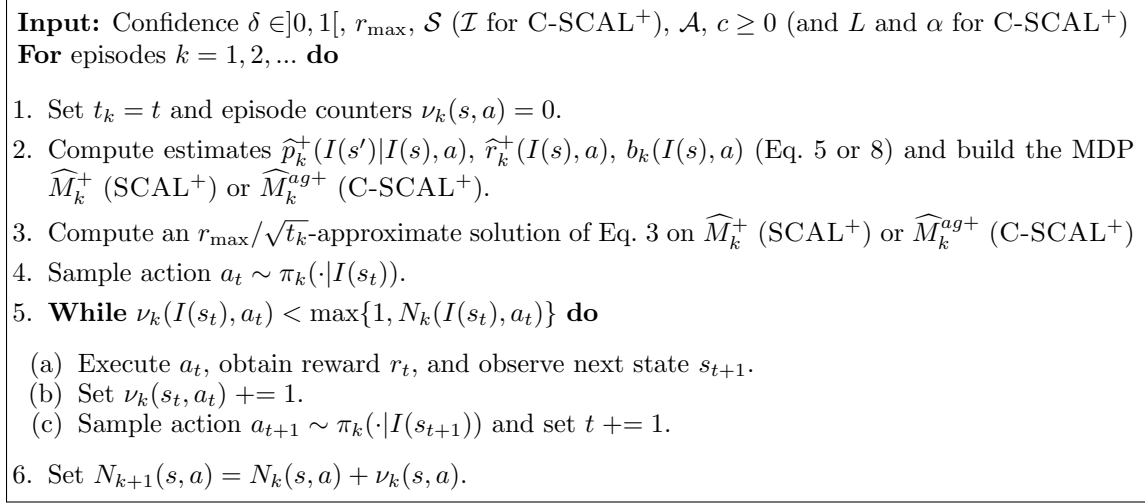 Input: Confidence δ ∈]0, 1[, r_max, 𝒮 (ℐ for C-SCAL⁺), 𝒜, c ≥ 0 (and L and α for C-SCAL⁺)
For episodes k = 1, 2, ... do
1. Set t_k = t and episode counters ν_k(s, a) = 0.
2. Compute estimates p̂_k⁺(I(s′)|I(s), a), r̂_k⁺(I(s), a), b_k(I(s), a) (Eq. 5 or 8) and build the MDP
M̂_k⁺ (SCAL⁺) or M̂_k^{ag+} (C-SCAL⁺).
3. Compute an r_max/√t_k-approximate solution of Eq. 3 on M̂_k⁺ (SCAL⁺) or M̂_k^{ag+} (C-SCAL⁺)
4. Sample action a_t ∼ π_k(·|I(s_t)).
5. While ν_k(I(s_t), a_t) < max{1, N_k(I(s_t), a_t)} do
(a) Execute a_t, obtain reward r_t, and observe next state s_{t+1}.
(b) Set ν_k(s_t, a_t) += 1.
(c) Sample action a_{t+1} ∼ π_k(·|I(s_{t+1})) and set t += 1.
6. Set N_{k+1}(s, a) = N_k(s, a) + ν_k(s, a).